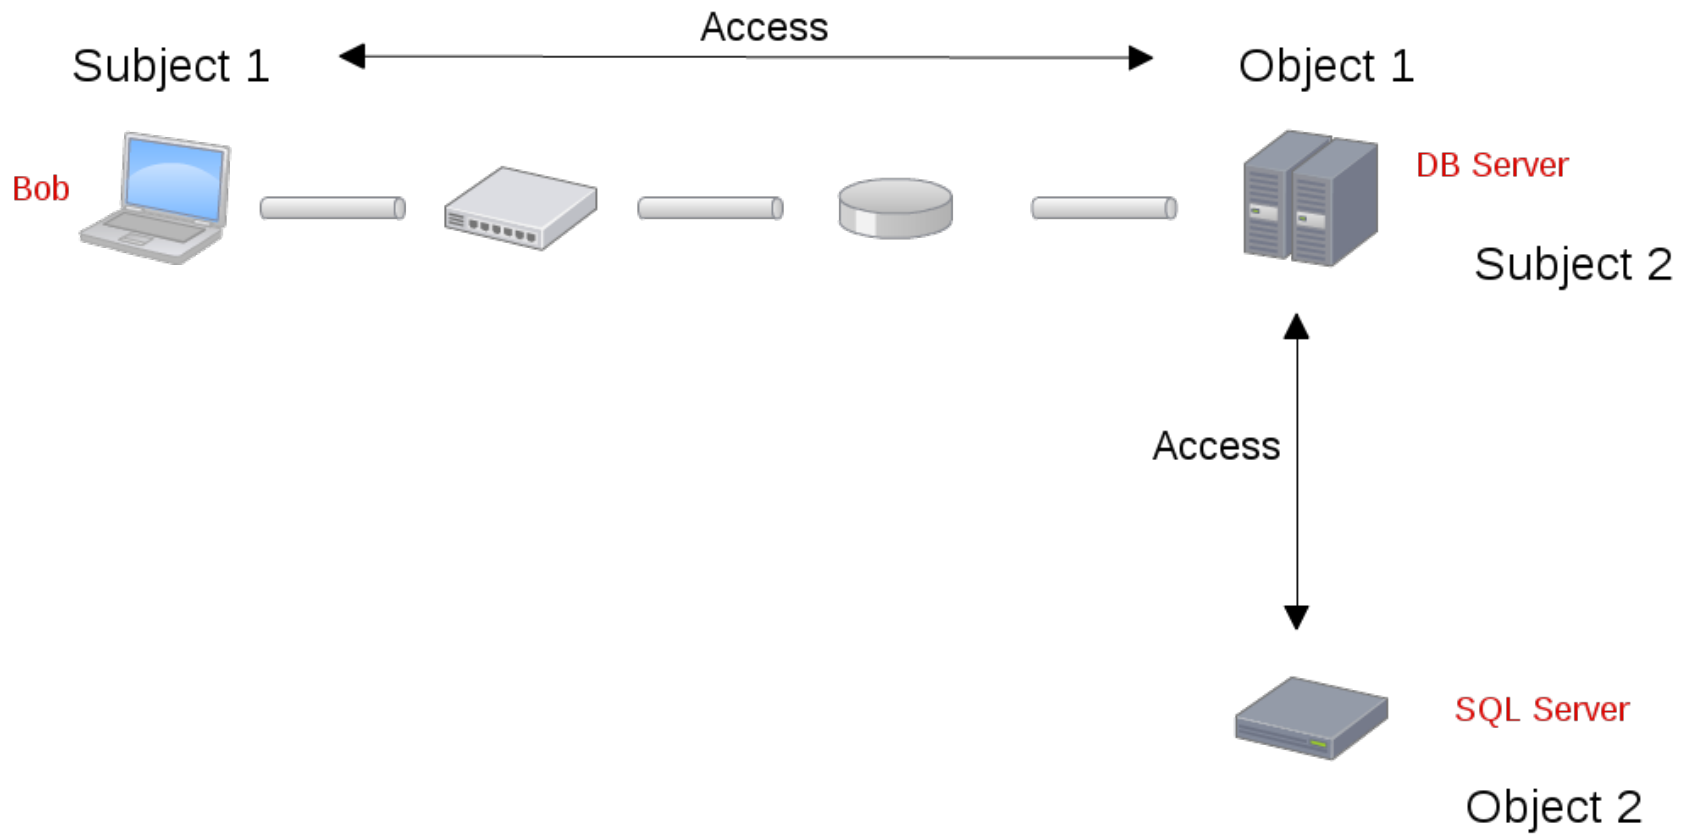 Access
Subject 1
Object 1
Bob
DB Server
Subject 2
Access
SQL Server
Object 2